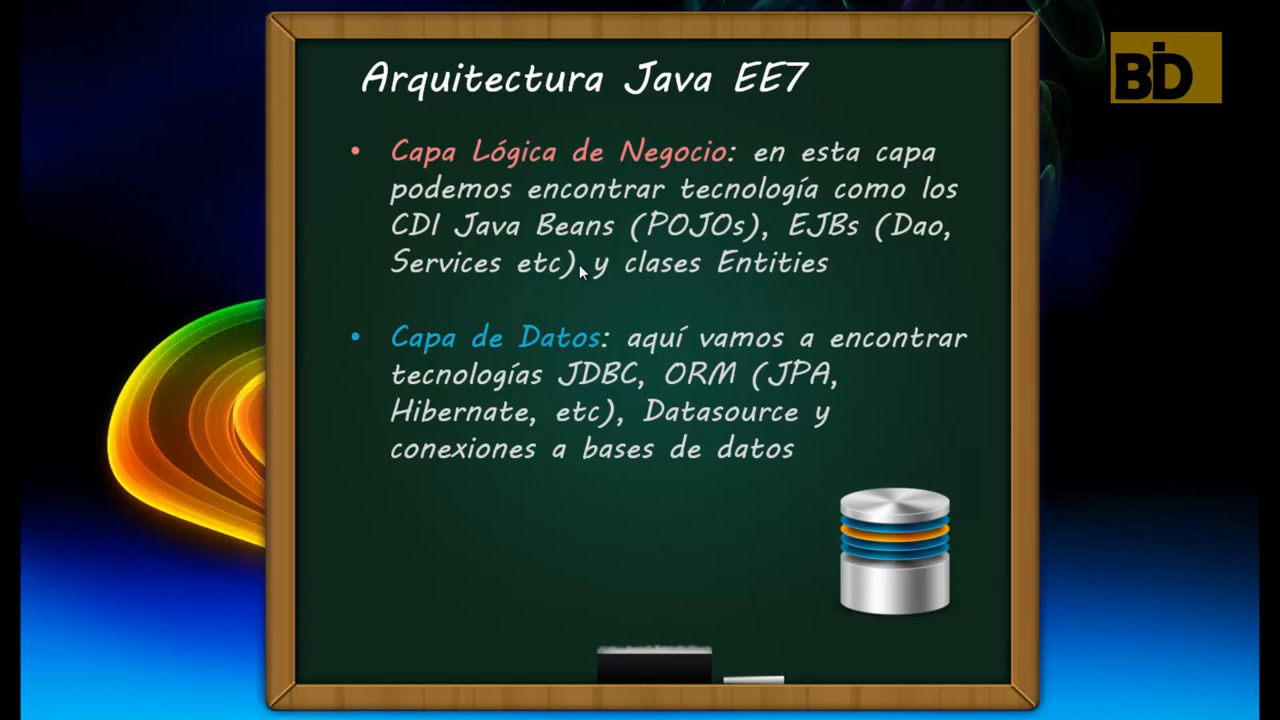 Arquitectura Java EE7
BID
• Capa Lógica de Negocio: en esta capa
podemos encontrar tecnología como los
CDI Java Beans (POJOs), EJBs (Dao,
Services etc) y clases Entities
• Capa de Datos: aquí vamos a encontrar
tecnologías JDBC, ORM (JPA,
Hibernate, etc), Datasource y
conexiones a bases de datos